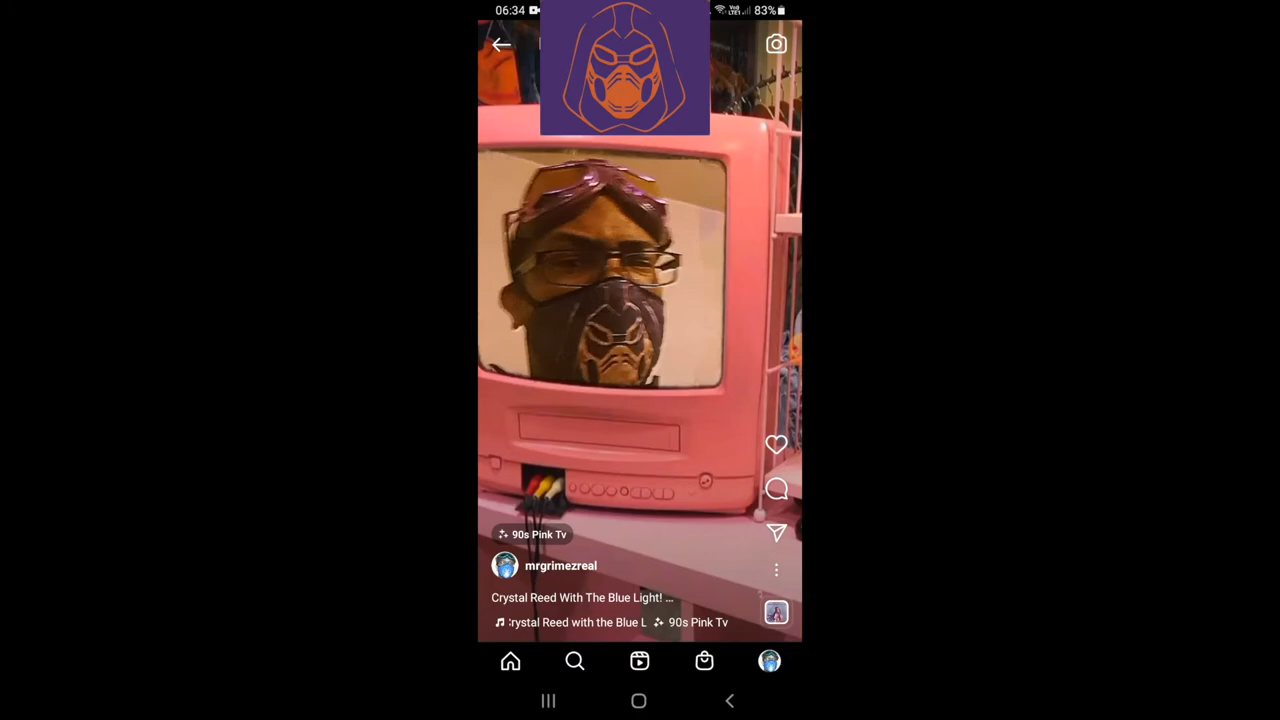 06:34
83%
90s Pink Tv
mrgrimezreal
Crystal Reed With The Blue Light! ...
rystal Reed with the Blue L 90s Pink Tv